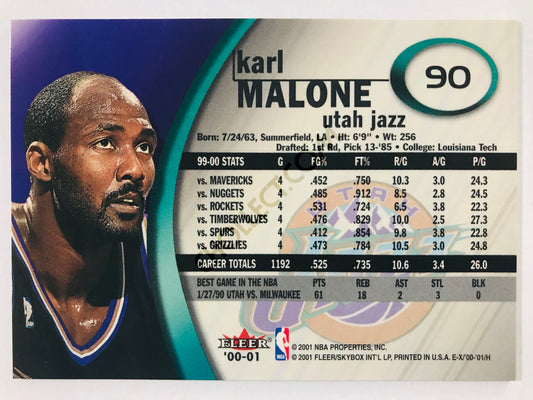 karl
MALONE
utah jazz
90
Born: 7/24/63, Summerfield, LA • Ht: 6'9" • Wt: 256
Drafted: 1st Rd, Pick 13-'85 • College: Louisiana Tech
99-00 STATS G FG% FT% R/G A/G P/G
vs. MAVERICKS 4 .452 .750 10.3 3.0 24.3
vs. NUGGETS 4 .485 .912 8.5 2.8 24.5
vs. ROCKETS 4 .531 .724 6.5 3.8 22.3
vs. TIMBERWOLVES 4 .476 .829 10.0 2.5 27.3
vs. SPURS 4 .412 .854 9.8 3.8 22.8
vs. GRIZZLIES 4 .473 .784 10.5 3.0 24.8
CAREER TOTALS 1192 .525 .735 10.6 3.4 26.0
BEST GAME IN THE NBA PTS REB AST STL BLK
1/27/90 UTAH VS. MILWAUKEE 61 18 2 3 0
FLEER
'00-01
NBA
© 2001 NBA PROPERTIES, INC.
© 2001 FLEER/SKYBOX INT'L LP, PRINTED IN U.S.A. E-X/'00-'01/H